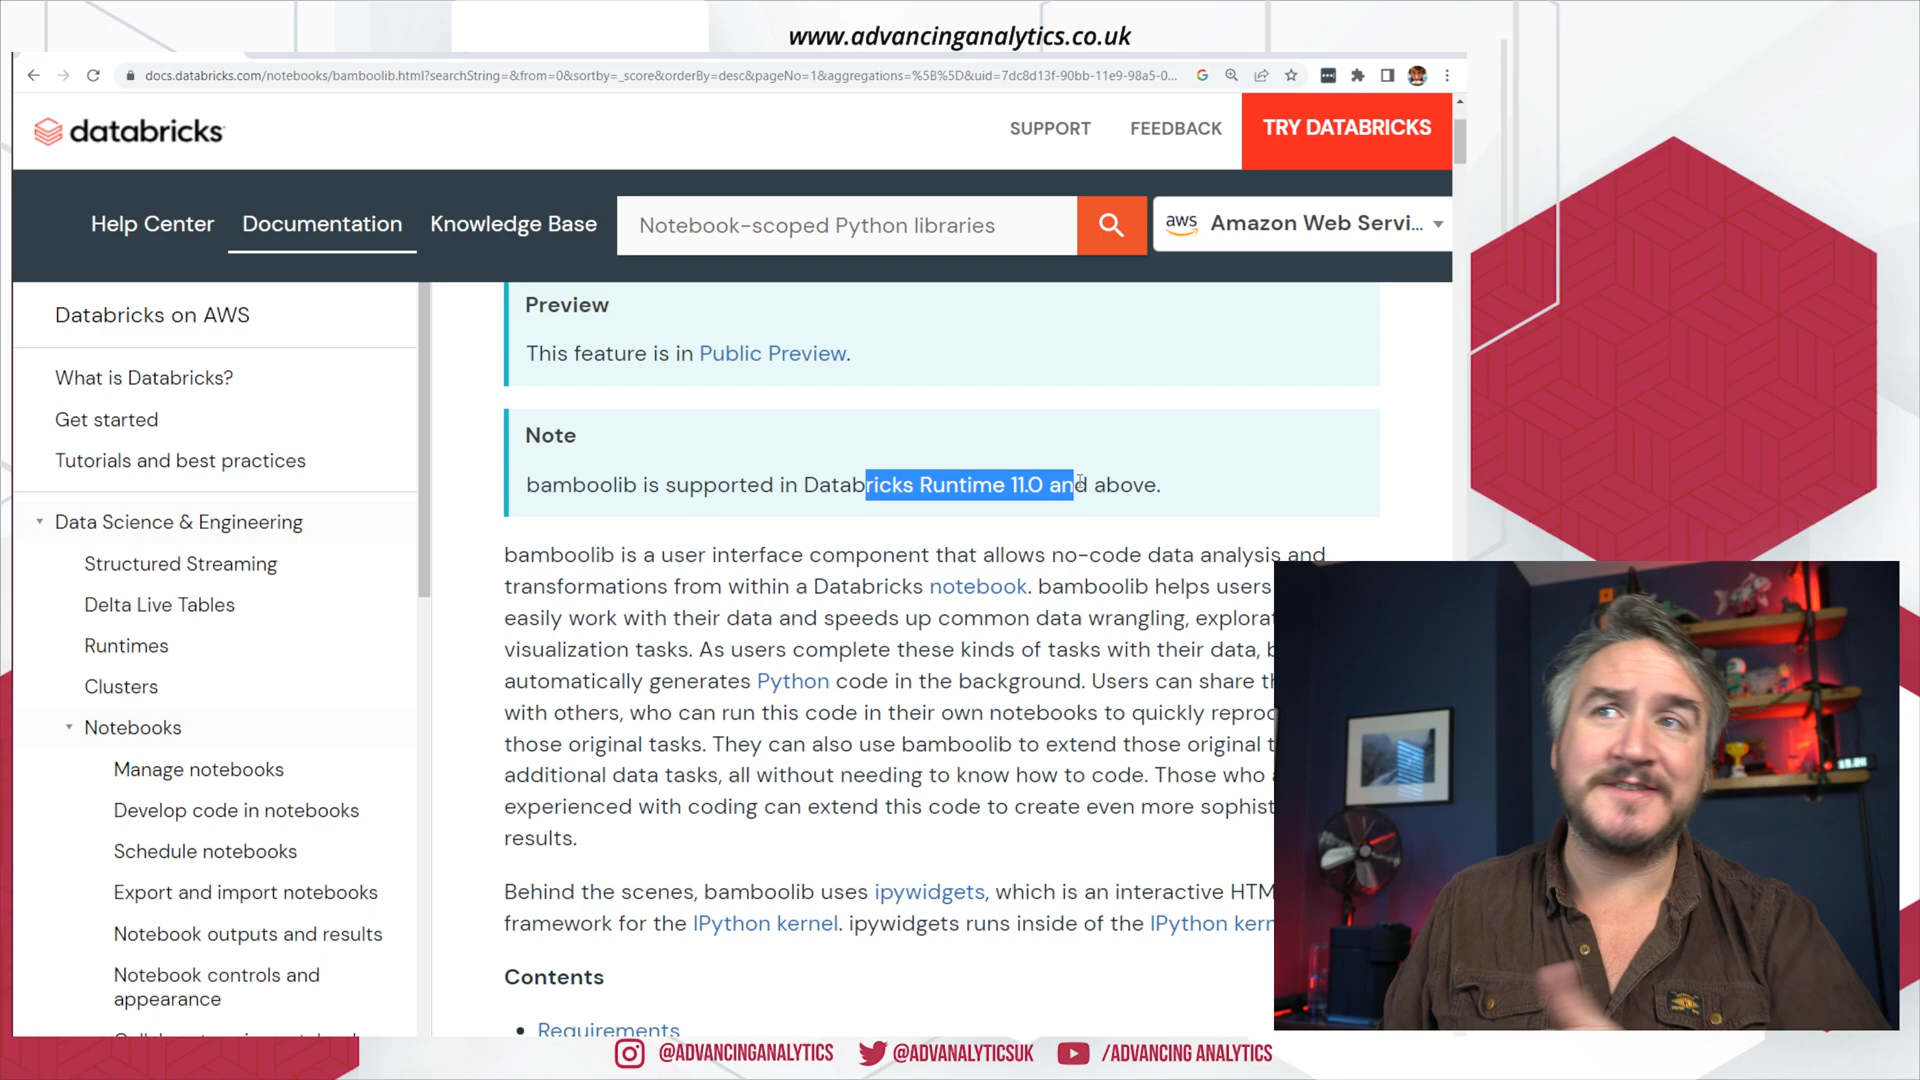 www.advancinganalytics.co.uk
docs.databricks.com/notebooks/bamboolib.html?searchString=&from=0&sortby=_score&orderBy=desc&pageNo=1&aggregations=%5B%5D&uid=7dc8d13f-90bb-11e9-98a5-0...
databricks
SUPPORT
FEEDBACK
TRY DATABRICKS
Help Center
Documentation
Knowledge Base
Notebook-scoped Python libraries
aws
Amazon Web Servi...
Databricks on AWS
What is Databricks?
Get started
Tutorials and best practices
Data Science & Engineering
Structured Streaming
Delta Live Tables
Runtimes
Clusters
Notebooks
Manage notebooks
Develop code in notebooks
Schedule notebooks
Export and import notebooks
Notebook outputs and results
Notebook controls and
appearance
Preview
This feature is in Public Preview.
Note
bamboolib is supported in Databricks Runtime 11.0 and above.
bamboolib is a user interface component that allows no-code data analysis and
transformations from within a Databricks notebook. bamboolib helps users
easily work with their data and speeds up common data wrangling, explorat
visualization tasks. As users complete these kinds of tasks with their data, b
automatically generates Python code in the background. Users can share th
with others, who can run this code in their own notebooks to quickly reproc
those original tasks. They can also use bamboolib to extend those original t
additional data tasks, all without needing to know how to code. Those who a
experienced with coding can extend this code to create even more sophist
results.
Behind the scenes, bamboolib uses ipywidgets, which is an interactive HTM
framework for the IPython kernel. ipywidgets runs inside of the IPython kern
Contents
Requirements
@ADVANCINGANALYTICS
@ADVANALYTICSUK
/ADVANCING ANALYTICS